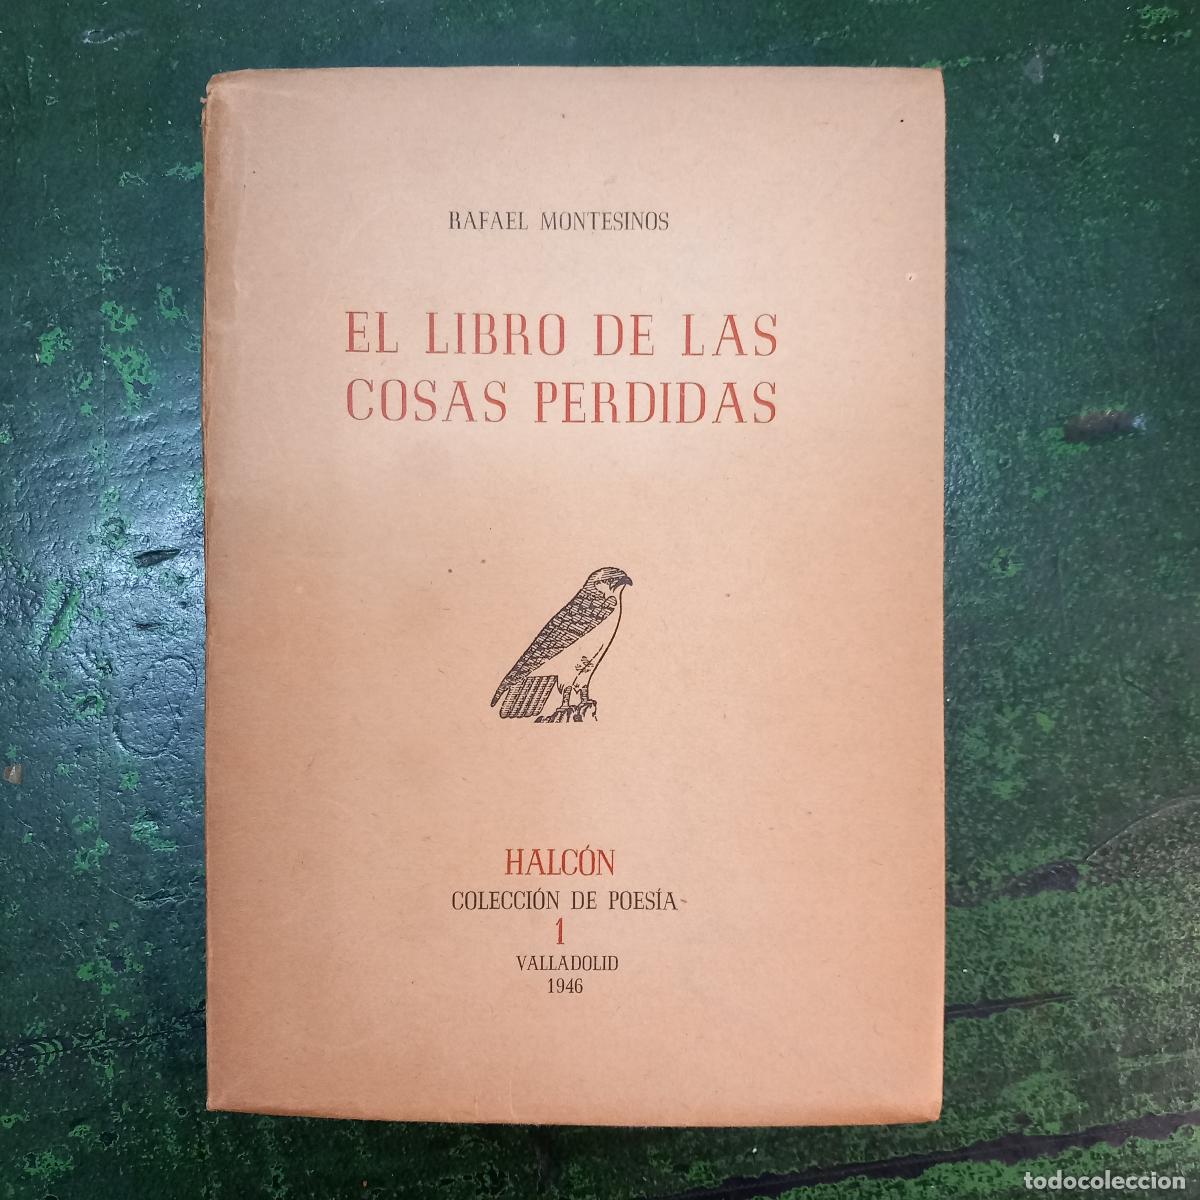 RAFAEL MONTESINOS
EL LIBRO DE LAS
COSAS PERDIDAS
HALCÓN
COLECCIÓN DE POESÍA
1
VALLADOLID
1946
todocoleccion